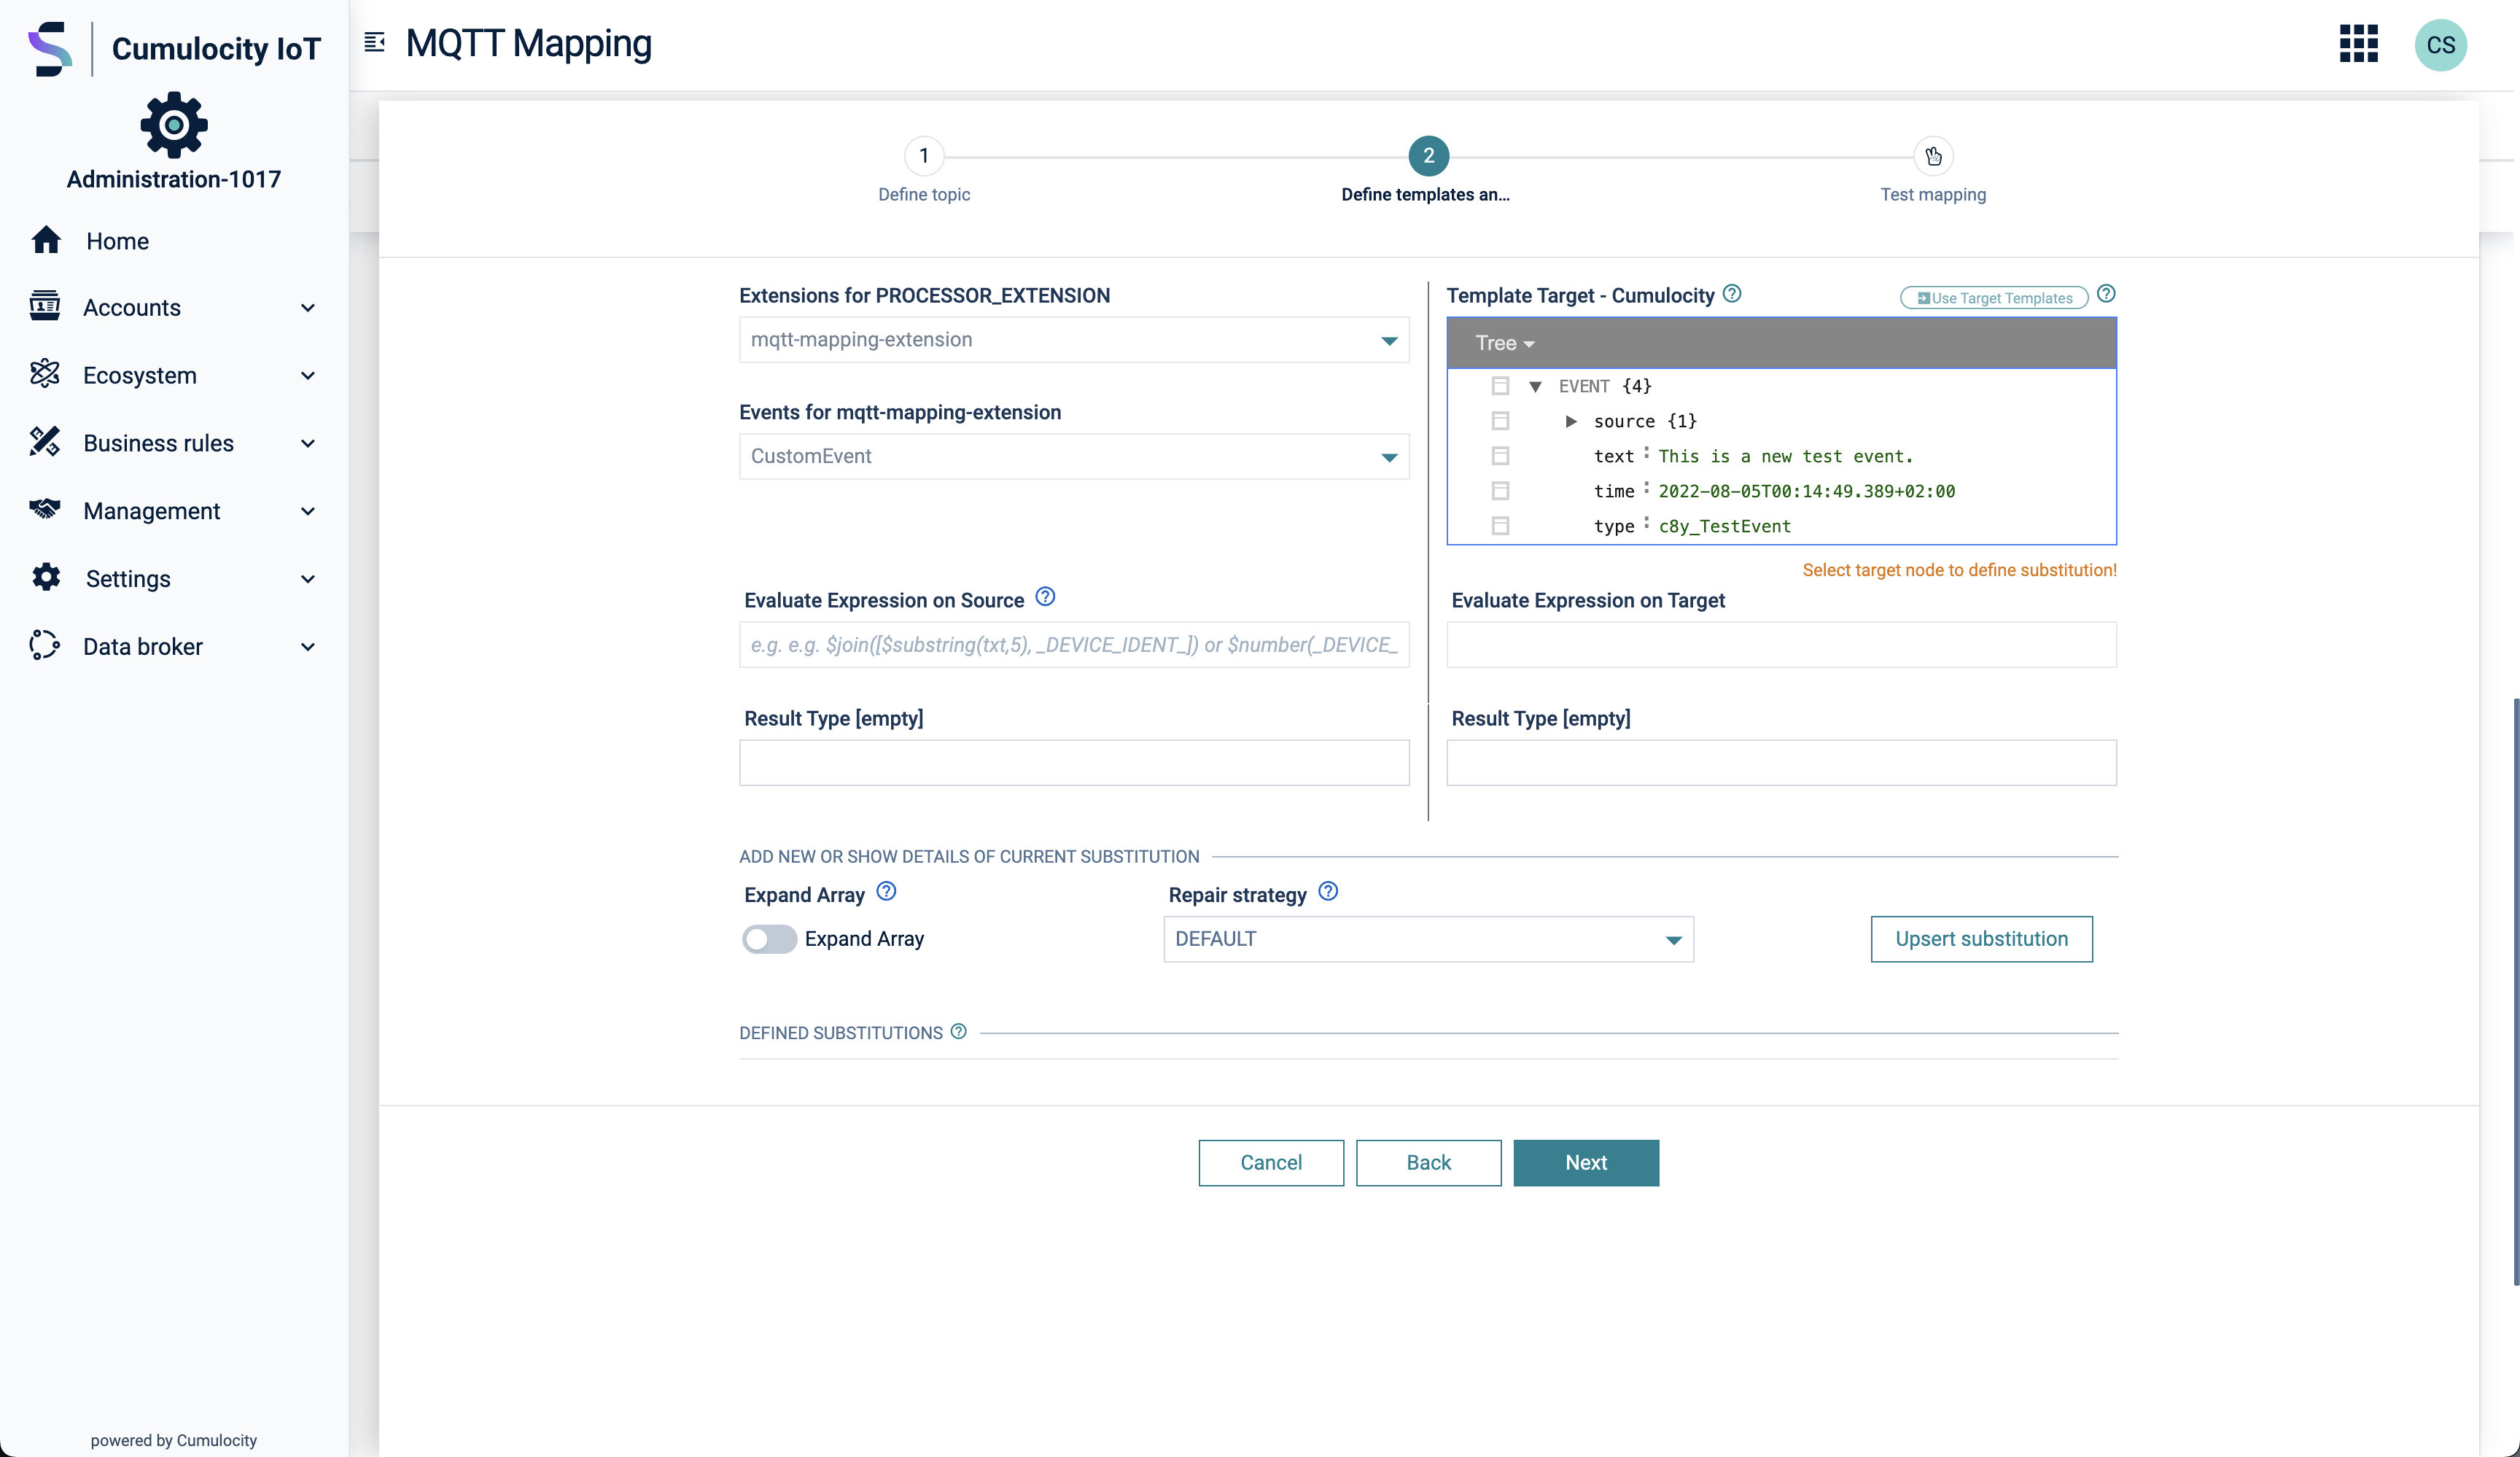 Cumulocity IoT
Administration-1017
Home
Accounts
Ecosystem
Business rules
Management
Settings
Data broker
powered by Cumulocity
MQTT Mapping
CS
1
2
Define topic
Define templates an...
Test mapping
Extensions for PROCESSOR_EXTENSION
mqtt-mapping-extension
Events for mqtt-mapping-extension
CustomEvent
Template Target - Cumulocity
Use Target Templates
Tree
EVENT {4}
source {1}
text : This is a new test event.
time : 2022-08-05T00:14:49.389+02:00
type : c8y_TestEvent
Select target node to define substitution!
Evaluate Expression on Source
e.g. e.g. $join([$substring(txt,5), _DEVICE_IDENT_]) or $number(_DEVICE_
Evaluate Expression on Target
Result Type [empty]
Result Type [empty]
ADD NEW OR SHOW DETAILS OF CURRENT SUBSTITUTION
Expand Array
Expand Array
Repair strategy
DEFAULT
Upsert substitution
DEFINED SUBSTITUTIONS
Cancel
Back
Next